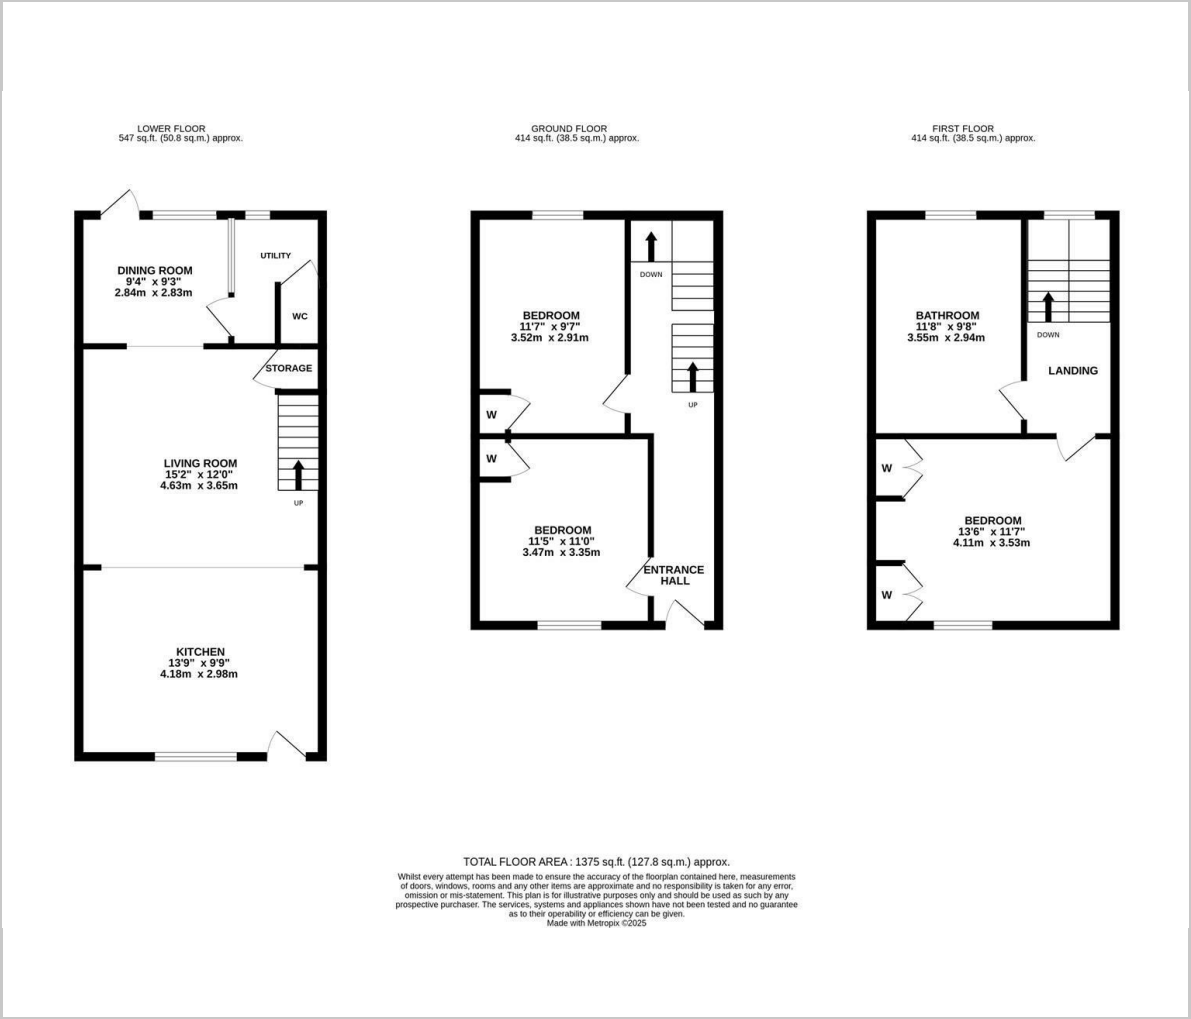 LOWER FLOOR
547 sq.ft. (50.8 sq.m.) approx.
DINING ROOM
9'4" x 9'3"
2.84m x 2.83m
UTILITY
WC
STORAGE
LIVING ROOM
15'2" x 12'0"
4.63m x 3.65m
UP
KITCHEN
13'9" x 9'9"
4.18m x 2.98m
GROUND FLOOR
414 sq.ft. (38.5 sq.m.) approx.
DOWN
BEDROOM
11'7" x 9'7"
3.52m x 2.91m
UP
W
W
BEDROOM
11'5" x 11'0"
3.47m x 3.35m
ENTRANCE
HALL
FIRST FLOOR
414 sq.ft. (38.5 sq.m.) approx.
BATHROOM
11'8" x 9'8"
3.55m x 2.94m
DOWN
LANDING
W
BEDROOM
13'6" x 11'7"
4.11m x 3.53m
W
TOTAL FLOOR AREA : 1375 sq.ft. (127.8 sq.m.) approx.
Whilst every attempt has been made to ensure the accuracy of the floorplan contained here, measurements
of doors, windows, rooms and any other items are approximate and no responsibility is taken for any error,
omission or mis-statement. This plan is for illustrative purposes only and should be used as such by any
prospective purchaser. The services, systems and appliances shown have not been tested and no guarantee
as to their operability or efficiency can be given.
Made with Metropix ©2025